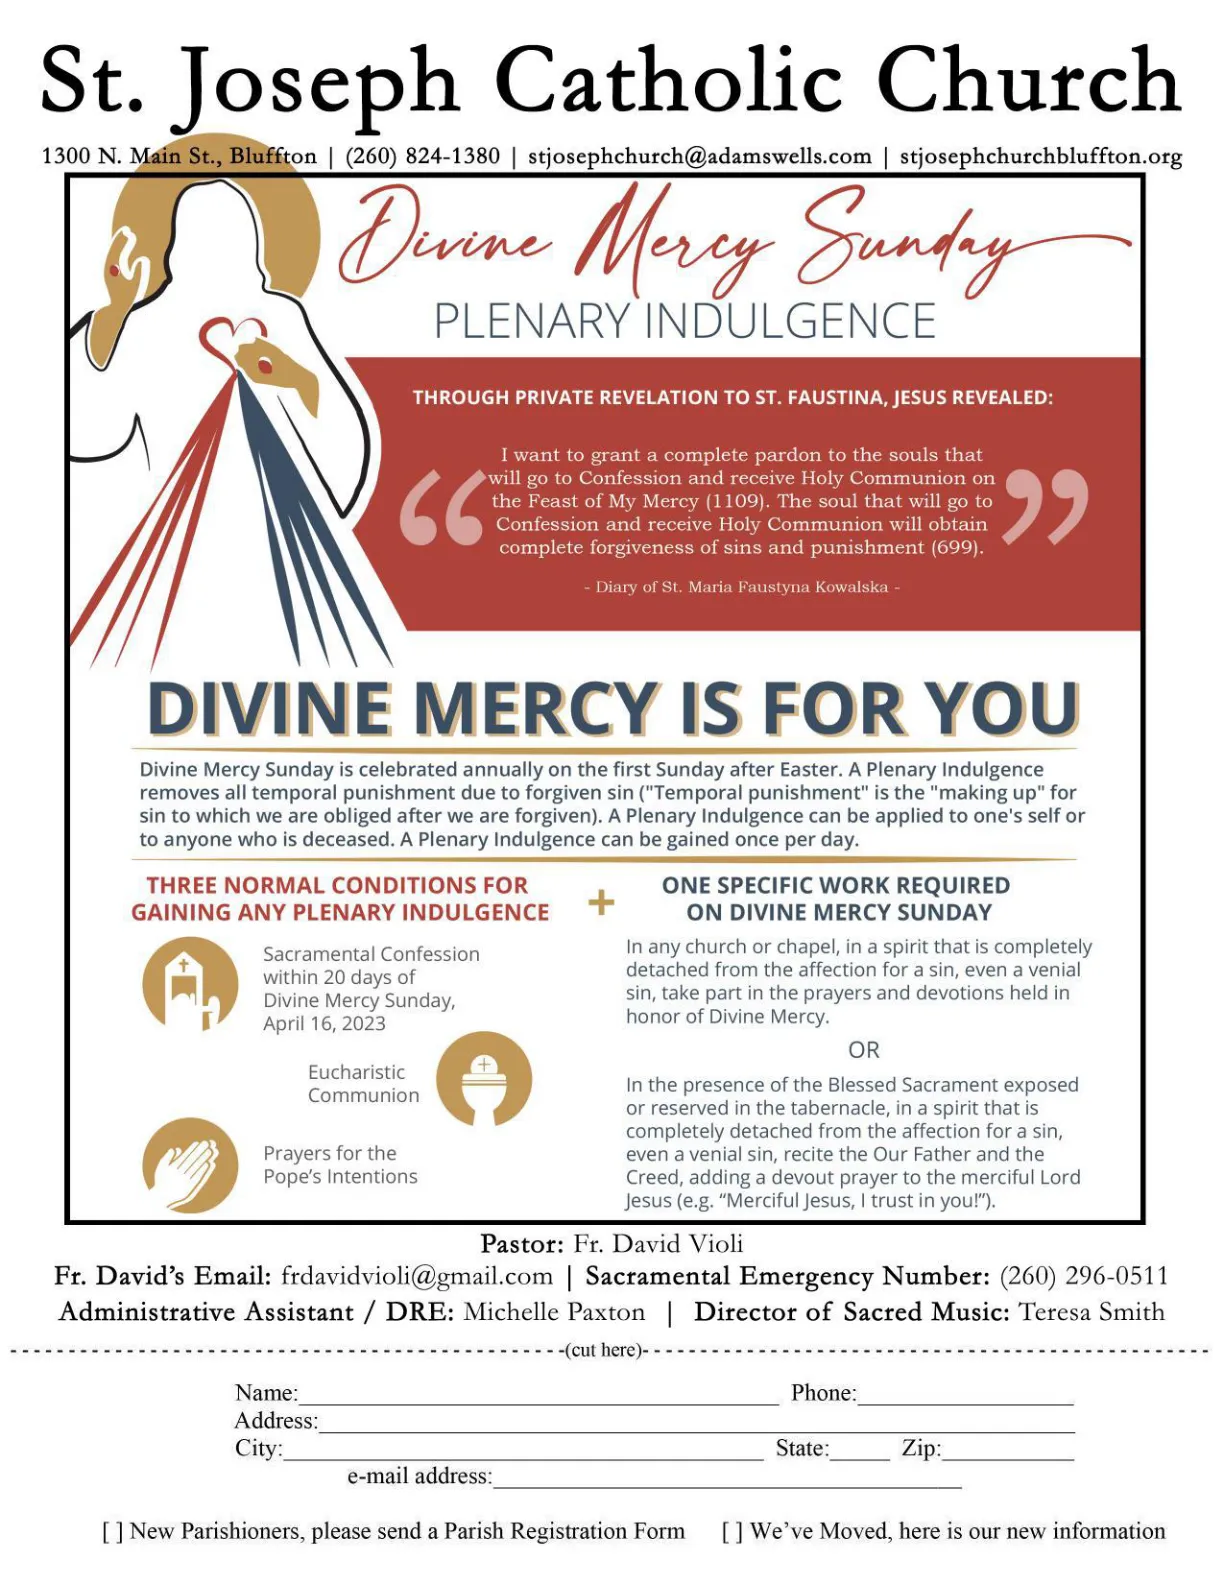 St. Joseph Catholic Church
1300 N. Main St., Bluffton | (260) 824-1380 | stjosephchurch@adamswells.com | stjosephchurchbluffton.org
Divine Mercy Sunday
PLENARY INDULGENCE
THROUGH PRIVATE REVELATION TO ST. FAUSTINA, JESUS REVEALED:
“ I want to grant a complete pardon to the souls that
will go to Confession and receive Holy Communion on
the Feast of My Mercy (1109). The soul that will go to
Confession and receive Holy Communion will obtain
complete forgiveness of sins and punishment (699). ”
- Diary of St. Maria Faustyna Kowalska -
DIVINE MERCY IS FOR YOU
Divine Mercy Sunday is celebrated annually on the first Sunday after Easter. A Plenary Indulgence
removes all temporal punishment due to forgiven sin ("Temporal punishment" is the "making up" for
sin to which we are obliged after we are forgiven). A Plenary Indulgence can be applied to one's self or
to anyone who is deceased. A Plenary Indulgence can be gained once per day.
THREE NORMAL CONDITIONS FOR
GAINING ANY PLENARY INDULGENCE
Sacramental Confession
within 20 days of
Divine Mercy Sunday,
April 16, 2023
Eucharistic
Communion
Prayers for the
Pope's Intentions
+
ONE SPECIFIC WORK REQUIRED
ON DIVINE MERCY SUNDAY
In any church or chapel, in a spirit that is completely
detached from the affection for a sin, even a venial
sin, take part in the prayers and devotions held in
honor of Divine Mercy.
OR
In the presence of the Blessed Sacrament exposed
or reserved in the tabernacle, in a spirit that is
completely detached from the affection for a sin,
even a venial sin, recite the Our Father and the
Creed, adding a devout prayer to the merciful Lord
Jesus (e.g. “Merciful Jesus, I trust in you!”).
Pastor: Fr. David Violi
Fr. David’s Email: frdavidvioli@gmail.com | Sacramental Emergency Number: (260) 296-0511
Administrative Assistant / DRE: Michelle Paxton | Director of Sacred Music: Teresa Smith
(cut here)
Name: Phone:
Address:
City: State: Zip:
e-mail address:
[ ] New Parishioners, please send a Parish Registration Form [ ] We’ve Moved, here is our new information